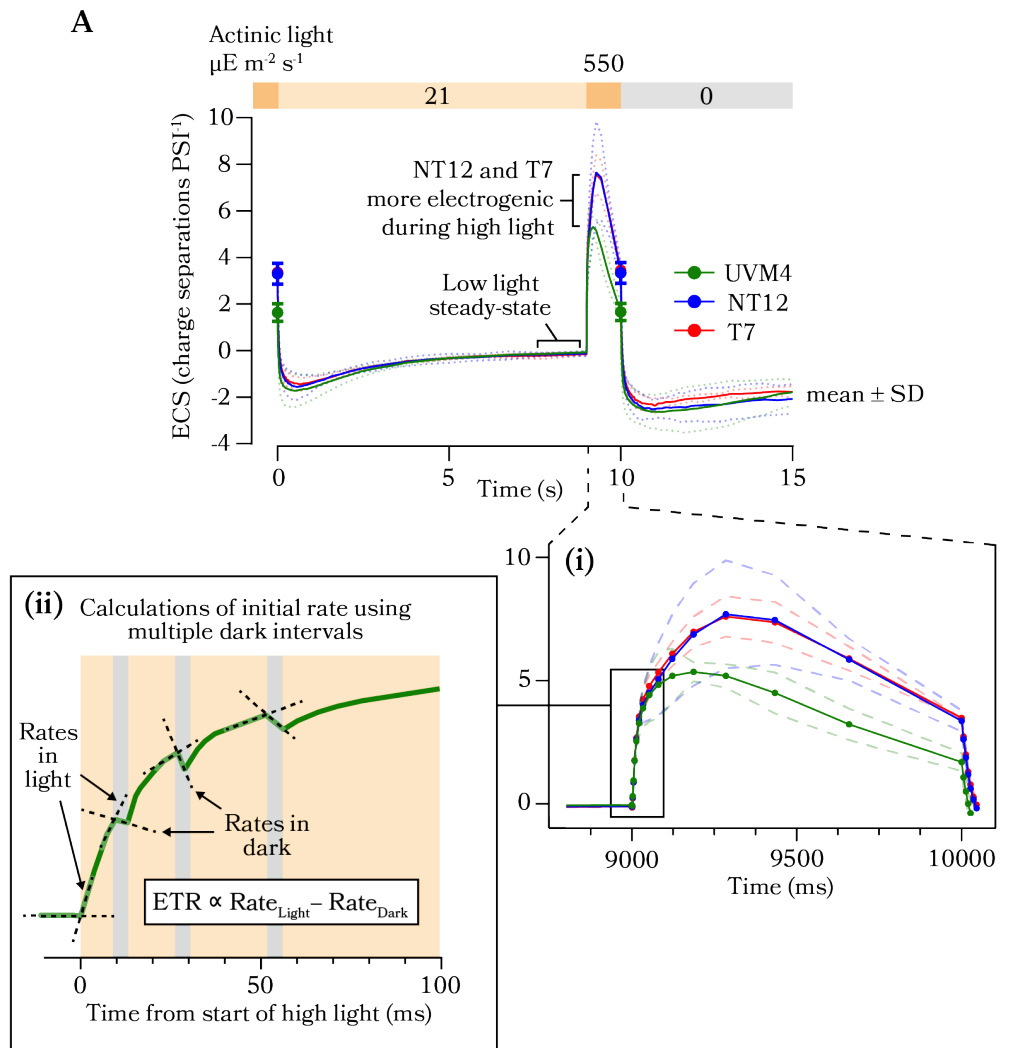 A
Actinic light
µE m⁻² s⁻¹
550
21
0
ECS (charge separations PSI⁻¹)
10
8
6
4
2
0
-2
-4
NT12 and T7
more electrogenic
during high light
Low light
steady-state
UVM4
NT12
T7
mean ± SD
0
5
10
15
Time (s)
(i)
10
5
0
9000
9500
10000
Time (ms)
(ii)
Calculations of initial rate using
multiple dark intervals
Rates
in
light
Rates in
dark
ETR ∝ Rate_Light – Rate_Dark
0
50
100
Time from start of high light (ms)